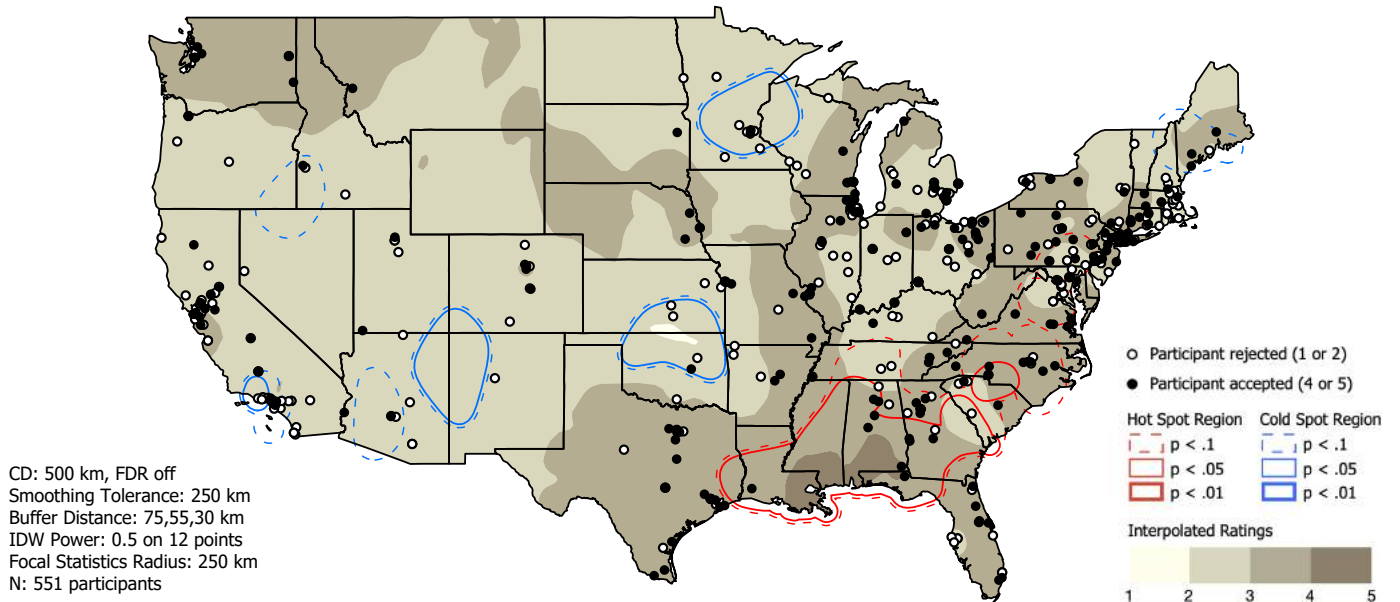 Participant rejected (1 or 2)
Participant accepted (4 or 5)
Hot Spot Region
Cold Spot Region
p < .1
p < .1
p < .05
p < .05
p < .01
p < .01
Interpolated Ratings
1 2 3 4 5
CD: 500 km, FDR off
Smoothing Tolerance: 250 km
Buffer Distance: 75,55,30 km
IDW Power: 0.5 on 12 points
Focal Statistics Radius: 250 km
N: 551 participants